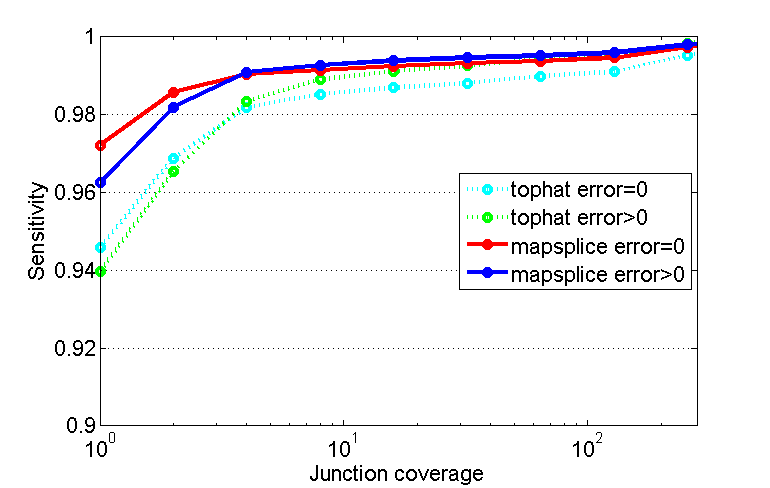 1
0.98
0.96
0.94
0.92
0.9
Sensitivity
tophat error=0
tophat error>0
mapsplice error=0
mapsplice error>0
10^0
10^1
10^2
Junction coverage